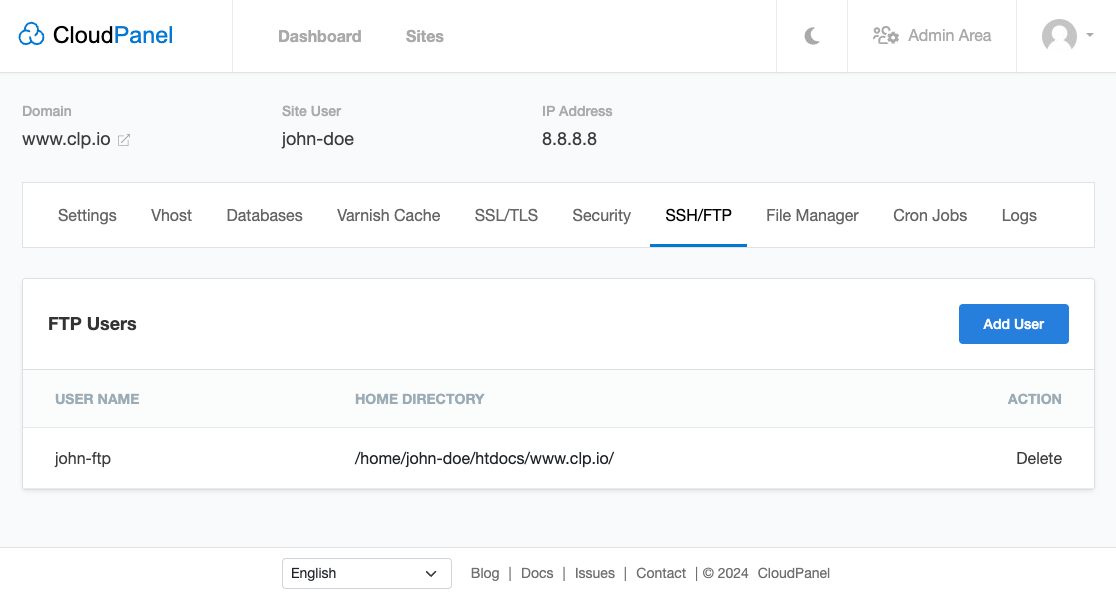 CloudPanel Dashboard Sites Admin Area
Domain Site User IP Address
www.clp.io john-doe 8.8.8.8
Settings Vhost Databases Varnish Cache SSL/TLS Security SSH/FTP File Manager Cron Jobs Logs
FTP Users Add User
USER NAME HOME DIRECTORY ACTION
john-ftp /home/john-doe/htdocs/www.clp.io/ Delete
English Blog | Docs | Issues | Contact | © 2024 CloudPanel